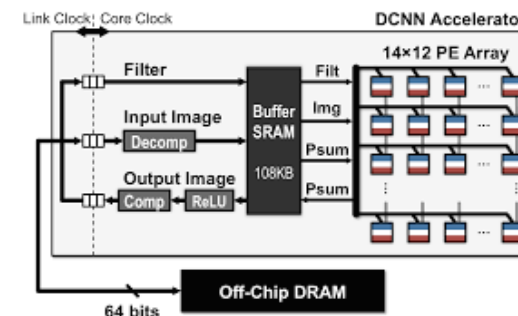 Link Clock Core Clock
DCNN Accelerato
14×12 PE Array
Filter
Filt
Input Image
Img
Decomp
Buffer
SRAM
108KB
Psum
Output Image
Psum
Comp
ReLU
Off-Chip DRAM
64 bits